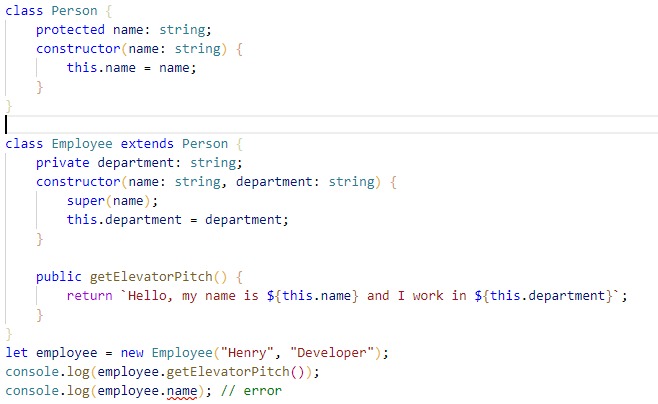 class Person {
    protected name: string;
    constructor(name: string) {
        this.name = name;
    }
}

class Employee extends Person {
    private department: string;
    constructor(name: string, department: string) {
        super(name);
        this.department = department;
    }

    public getElevatorPitch() {
        return `Hello, my name is ${this.name} and I work in ${this.department}`;
    }
}
let employee = new Employee("Henry", "Developer");
console.log(employee.getElevatorPitch());
console.log(employee.name); // error